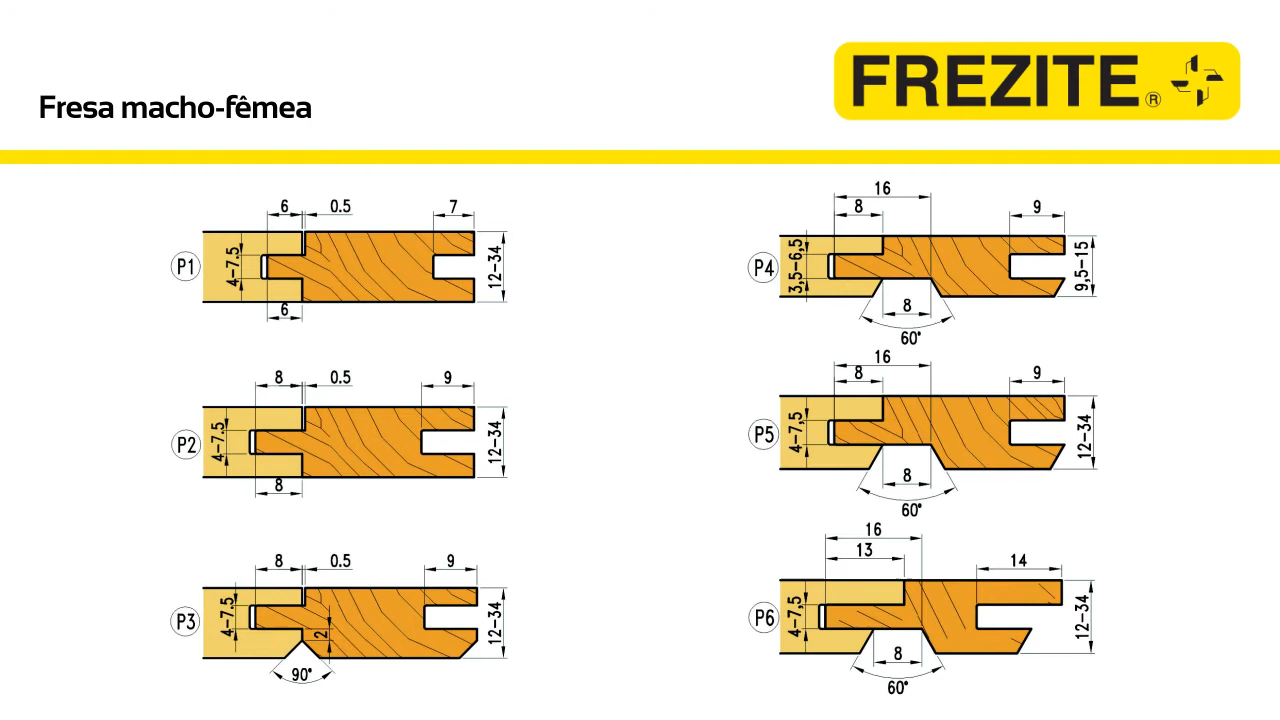 FREZITE ®
Fresa macho-fêmea
6 0.5 7
P1 4-7.5 12-34
6
8 0.5 9
P2 4-7.5 12-34
8
8 0.5 9
P3 4-7.5 2 12-34
90°
16
8 9
P4 3,5-6,5 9,5-15
8
60°
16
8 9
P5 4-7,5 12-34
8
60°
16
13 14
P6 4-7,5 12-34
8
60°